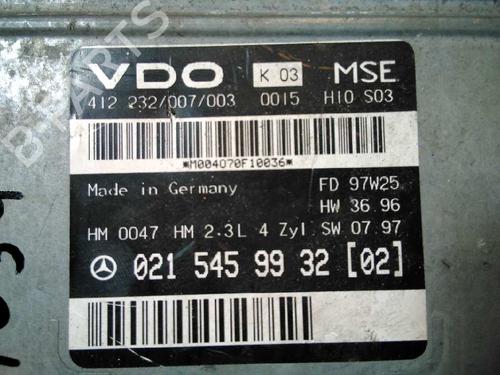 VDO K 03 MSE
412 232/007/003 0015 H10 S03
*M004070F10036*
Made in Germany FD 97W25
HW 36.96
HM 0047 HM 2.3L 4 Zyl. SW 07.97
021 545 99 32 [02]
B-PARTS